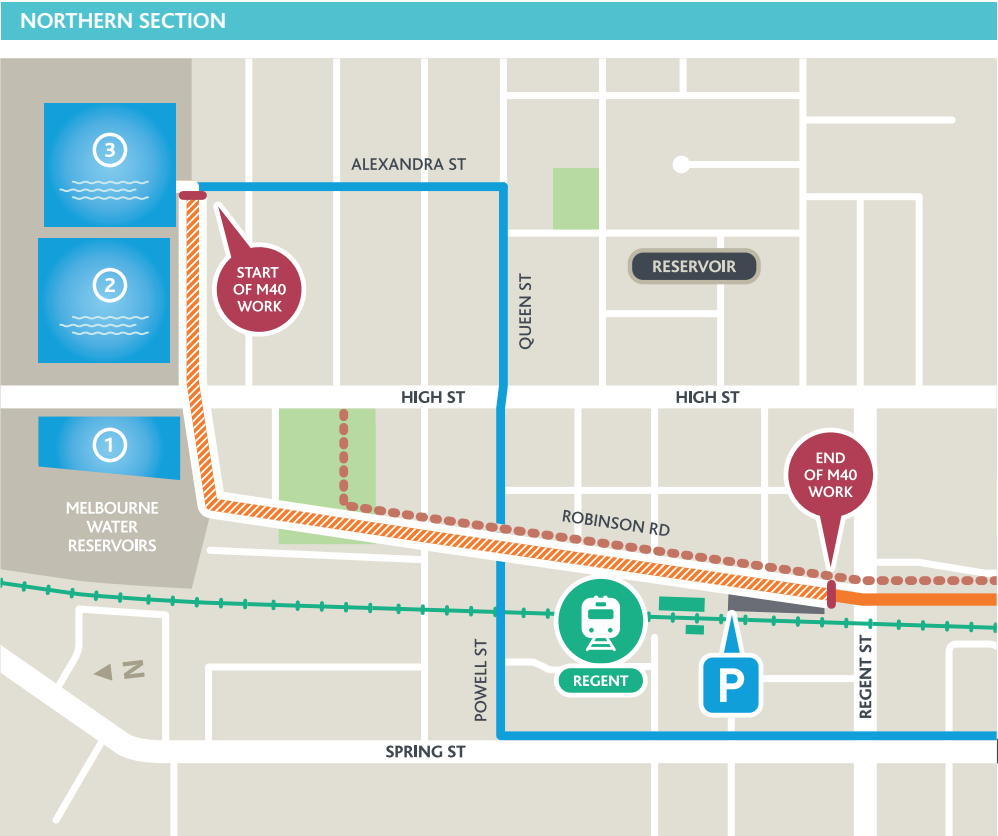 NORTHERN SECTION
3
ALEXANDRA ST
2
START
OF M40
WORK
QUEEN ST
RESERVOIR
HIGH ST
HIGH ST
1
MELBOURNE
WATER
RESERVOIRS
END
OF M40
WORK
ROBINSON RD
N
REGENT
POWELL ST
P
REGENT ST
SPRING ST